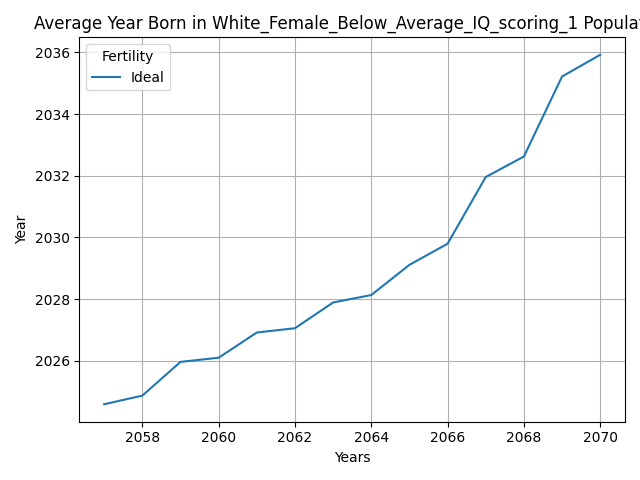 Average Year Born in White_Female_Below_Average_IQ_scoring_1 Populat
Fertility
Ideal
2036
2034
2032
2030
2028
2026
Year
2058 2060 2062 2064 2066 2068 2070
Years